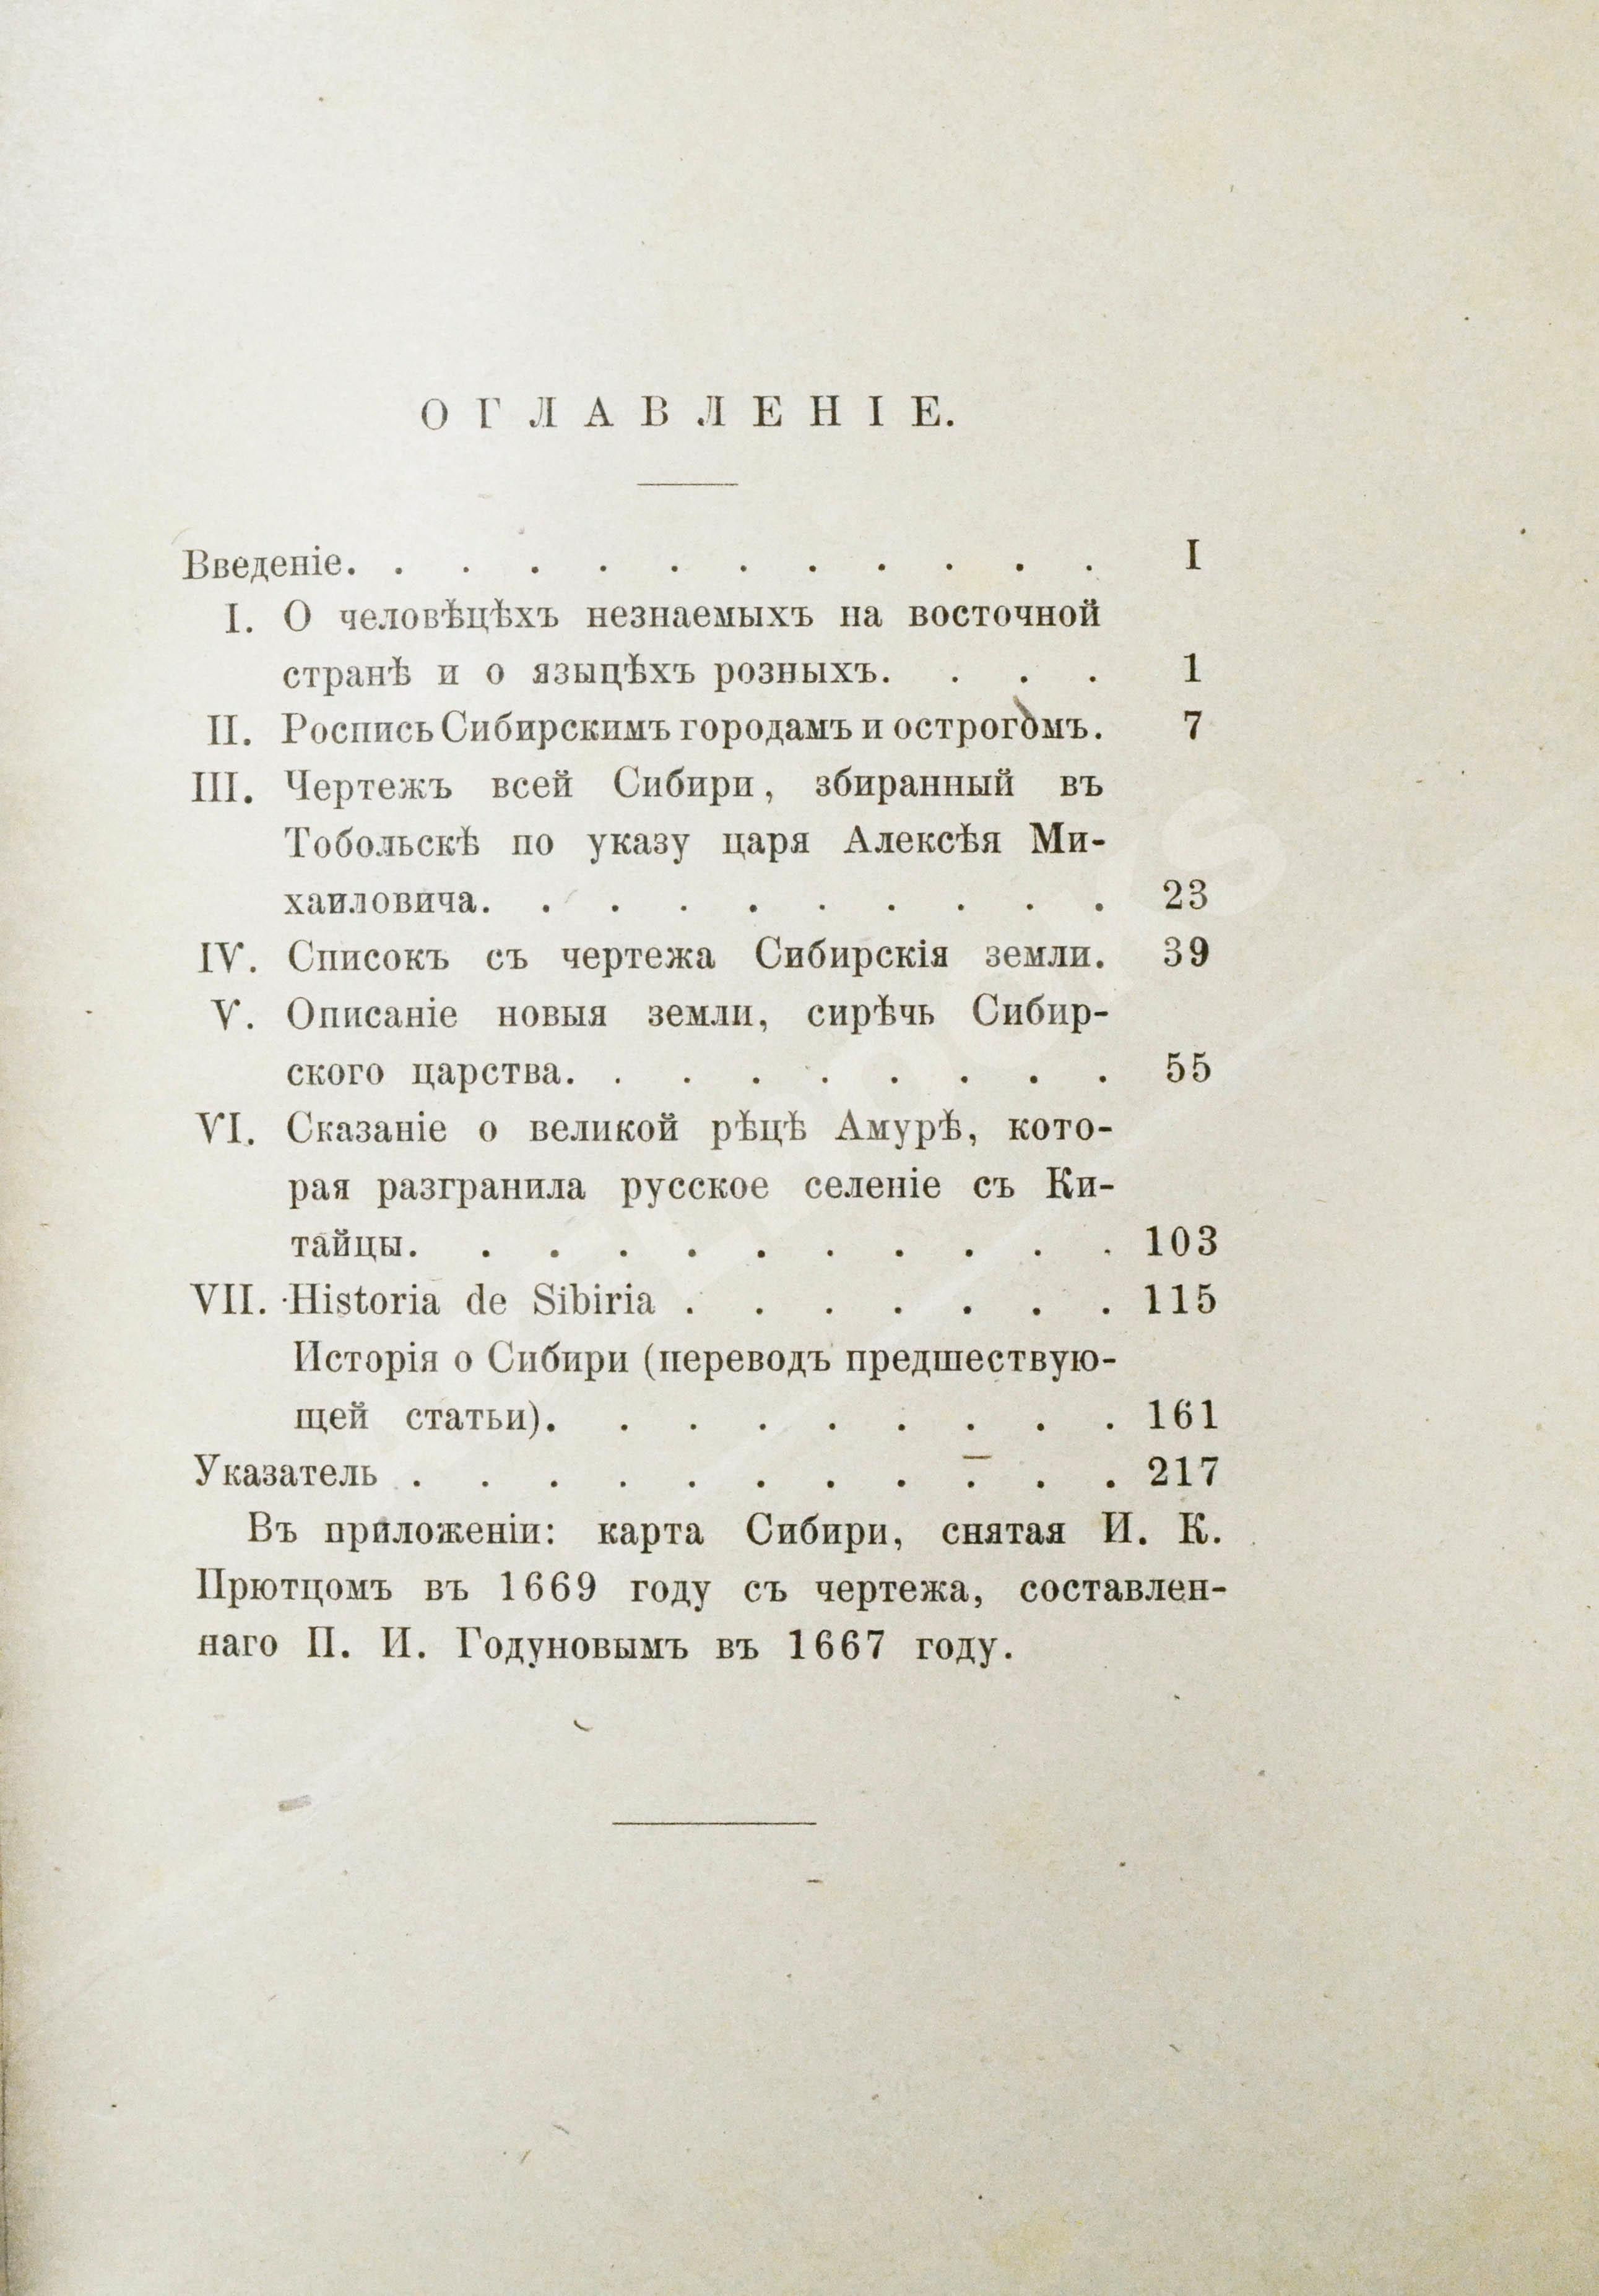 ОГЛАВЛЕНІЕ.
Введеніе. . . . . . . . . . . . I
I. О человѣцѣхъ незнаемыхъ на восточной
странѣ и о языцѣхъ розныхъ. . . . 1
II. Роспись Сибирскимъ городамъ и острогомъ. 7
III. Чертежъ всей Сибири, збиранный въ
Тобольскѣ по указу царя Алексѣя Ми-
хаиловича. . . . . . . . . . 23
IV. Списокъ съ чертежа Сибирскія земли. 39
V. Описаніе новыя земли, сирѣчь Сибир-
ского царства. . . . . . . . . 55
VI. Сказаніе о великой рѣцѣ Амурѣ, кото-
рая разгранила русское селеніе съ Ки-
тайцы. . . . . . . . . . . 103
VII. Historia de Sibiria . . . . . . . 115
Исторія о Сибири (переводъ предшествую-
щей статьи). . . . . . . . . 161
Указатель . . . . . . . . . . . 217
Въ приложеніи: карта Сибири, снятая И. К.
Прютцомъ въ 1669 году съ чертежа, составлен-
наго П. И. Годуновымъ въ 1667 году.